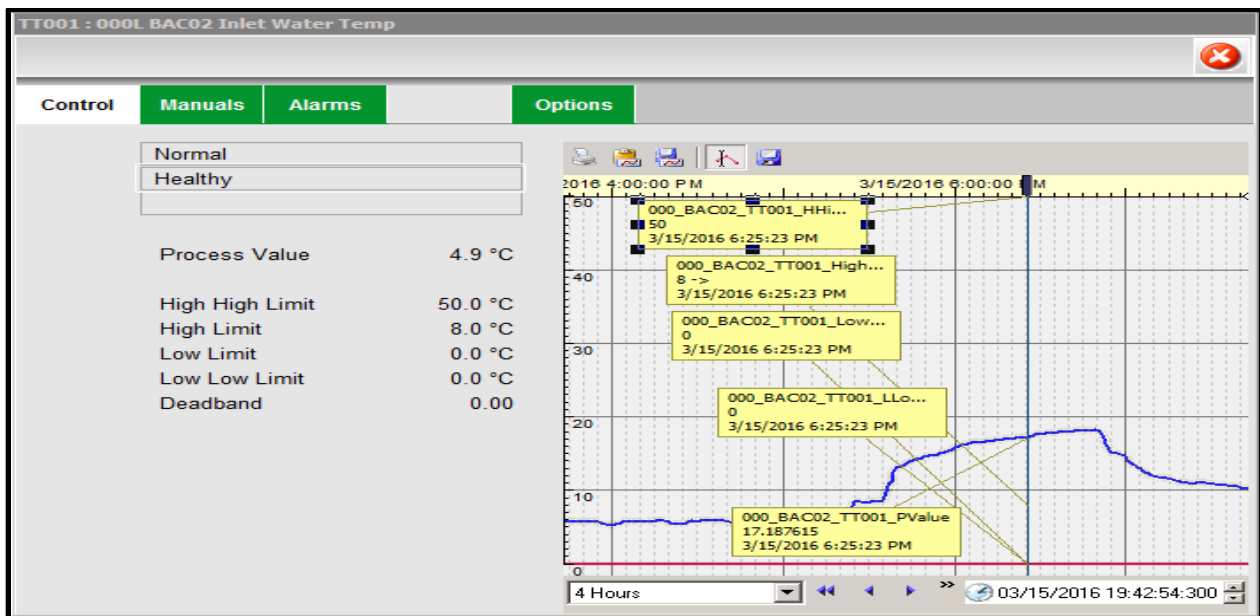 TT001 : 000L BAC02 Inlet Water Temp
Control Manuals Alarms Options
Normal
Healthy
Process Value 4.9 °C
High High Limit 50.0 °C
High Limit 8.0 °C
Low Limit 0.0 °C
Low Low Limit 0.0 °C
Deadband 0.00
2016 4:00:00 PM 3/15/2016 6:00:00 PM
50
000_BAC02_TT001_HHi...
50
3/15/2016 6:25:23 PM
40
000_BAC02_TT001_High...
8 ->
3/15/2016 6:25:23 PM
000_BAC02_TT001_Low...
0
3/15/2016 6:25:23 PM
30
000_BAC02_TT001_LLo...
0
3/15/2016 6:25:23 PM
20
10
000_BAC02_TT001_PValue
17.187615
3/15/2016 6:25:23 PM
0
4 Hours >> 03/15/2016 19:42:54:300